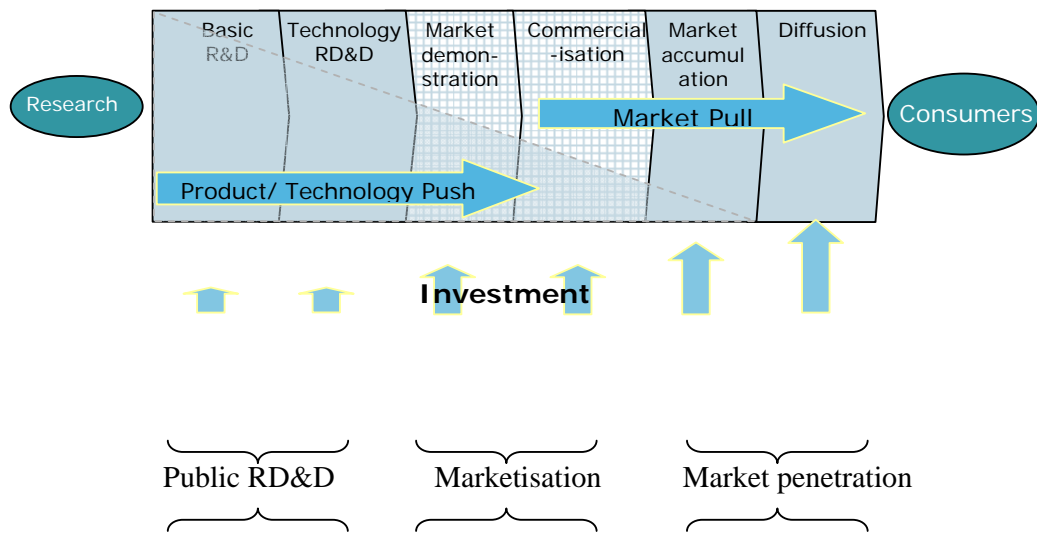 Basic
R&D
Technology
RD&D
Market
demon-
stration
Commercial
-isation
Market
accumul
ation
Diffusion
Research
Consumers
Market Pull
Product/ Technology Push
Investment
Public RD&D
Marketisation
Market penetration